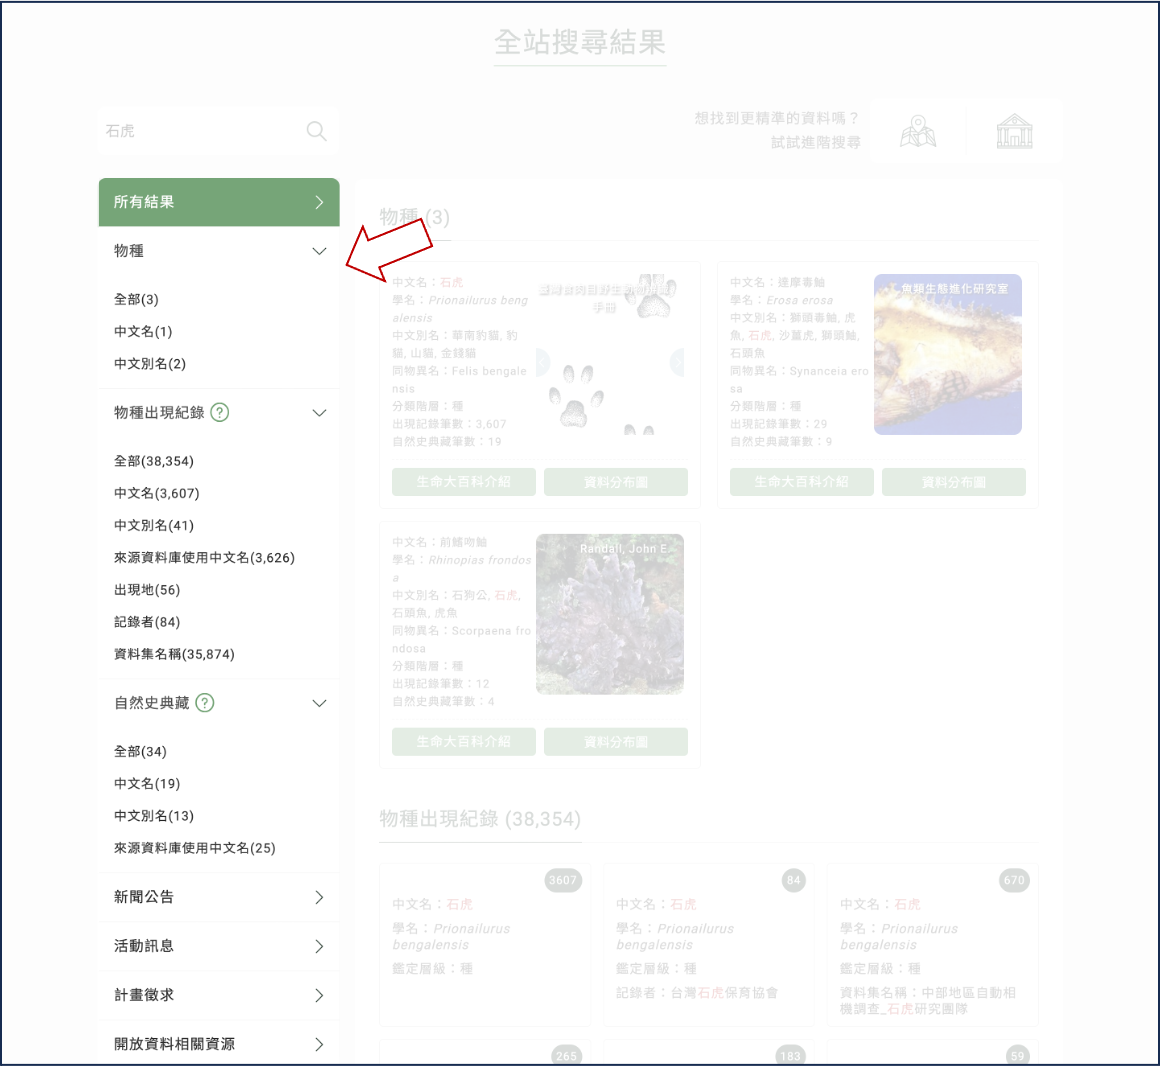 全站搜尋結果
石虎
想找到更精準的資料嗎？
試試進階搜尋
所有結果
物種
全部(3)
中文名(1)
中文別名(2)
物種出現紀錄 ?
全部(38,354)
中文名(3,607)
中文別名(41)
來源資料庫使用中文名(3,626)
出現地(56)
記錄者(84)
資料集名稱(35,874)
自然史典藏 ?
全部(34)
中文名(19)
中文別名(13)
來源資料庫使用中文名(25)
新聞公告
活動訊息
計畫徵求
開放資料相關資源
物種 (3)
中文名：石虎
學名：Prionailurus beng
alensis
中文別名：華南豹貓, 豹
貓, 山貓, 金錢貓
同物異名：Felis bengale
nsis
分類階層：種
出現記錄筆數：3,607
自然史典藏筆數：19
手冊
生命大百科介紹
資料分布圖
中文名：達摩毒鮋
學名：Erosa erosa
中文別名：獅頭毒鮋, 虎
魚, 石虎, 沙薑虎, 獅頭鮋,
石頭魚
同物異名：Synanceia ero
sa
分類階層：種
出現記錄筆數：29
自然史典藏筆數：9
魚類生態進化研究室
生命大百科介紹
資料分布圖
中文名：前鰭吻鮋
學名：Rhinopias frondos
a
中文別名：石狗公, 石虎,
石頭魚, 虎魚
同物異名：Scorpaena fro
ndosa
分類階層：種
出現記錄筆數：12
自然史典藏筆數：4
Randall, John E.
生命大百科介紹
資料分布圖
物種出現紀錄 (38,354)
3607
中文名：石虎
學名：Prionailurus
bengalensis
鑑定層級：種
84
中文名：石虎
學名：Prionailurus
bengalensis
鑑定層級：種
記錄者：台灣石虎保育協會
670
中文名：石虎
學名：Prionailurus
bengalensis
鑑定層級：種
資料集名稱：中部地區自動相
機調查_石虎研究團隊
265
183
59